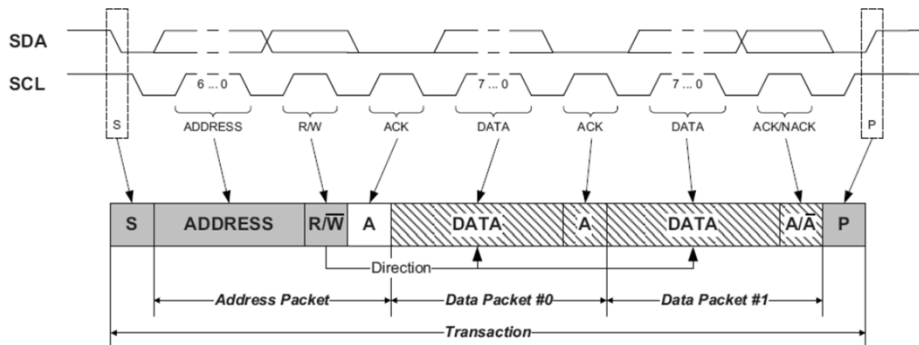 SDA
SCL
6 ... 0
7 ... 0
7 ... 0
S
ADDRESS
R/W
ACK
DATA
ACK
DATA
ACK/NACK
P
S
ADDRESS
R/W̅
A
DATA
A
DATA
A/A̅
P
Direction
Address Packet
Data Packet #0
Data Packet #1
Transaction